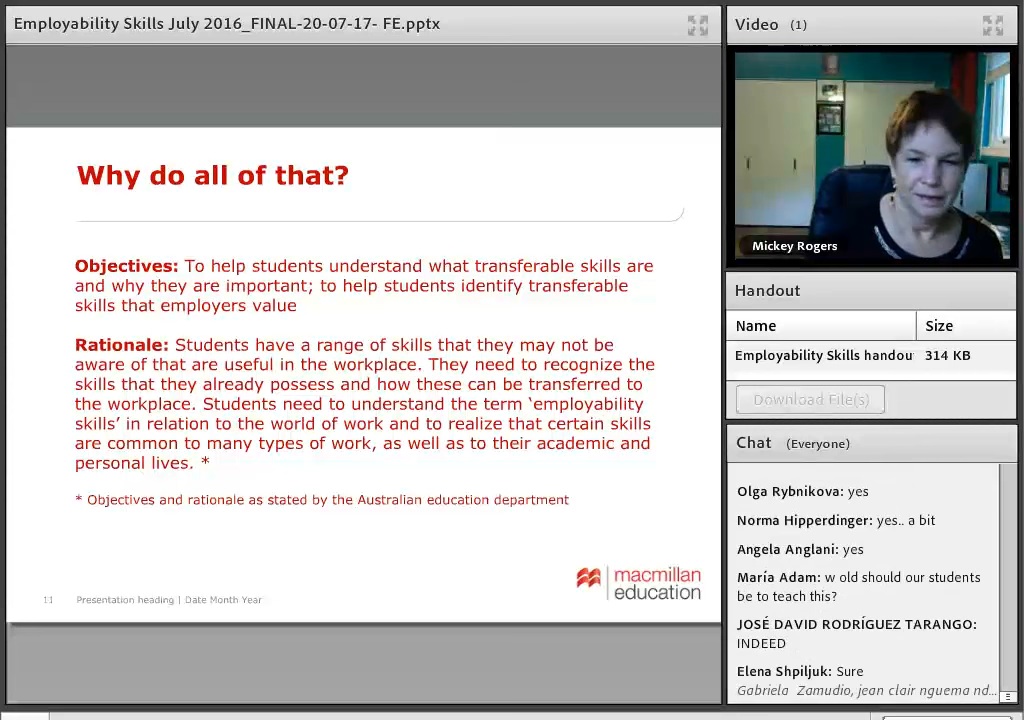 Employability Skills July 2016_FINAL-20-07-17- FE.pptx
Why do all of that?
Objectives: To help students understand what transferable skills are
and why they are important; to help students identify transferable
skills that employers value
Rationale: Students have a range of skills that they may not be
aware of that are useful in the workplace. They need to recognize the
skills that they already possess and how these can be transferred to
the workplace. Students need to understand the term ‘employability
skills’ in relation to the world of work and to realize that certain skills
are common to many types of work, as well as to their academic and
personal lives. *
* Objectives and rationale as stated by the Australian education department
11 Presentation heading | Date Month Year
macmillan
education
Video (1)
Mickey Rogers
Handout
Name Size
Employability Skills handou 314 KB
Download File(s)
Chat (Everyone)
Olga Rybnikova: yes
Norma Hipperdinger: yes.. a bit
Angela Anglani: yes
María Adam: w old should our students
be to teach this?
JOSÉ DAVID RODRÍGUEZ TARANGO:
INDEED
Elena Shpiljuk: Sure
Gabriela Zamudio, jean clair nguema nd...